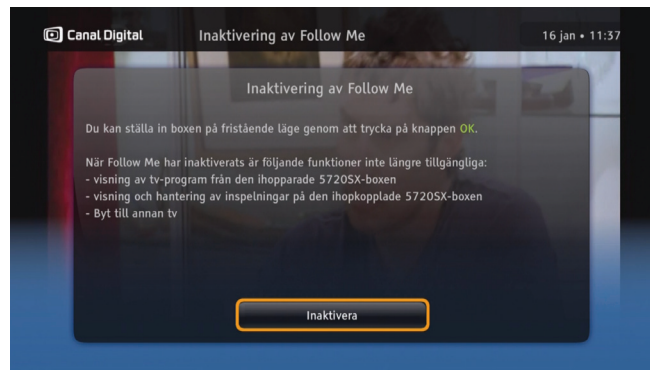 Canal Digital
Inaktivering av Follow Me
16 jan • 11:37
Inaktivering av Follow Me
Du kan ställa in boxen på fristående läge genom att trycka på knappen OK.
När Follow Me har inaktiverats är följande funktioner inte längre tillgängliga:
- visning av tv-program från den ihopparade 5720SX-boxen
- visning och hantering av inspelningar på den ihopkopplade 5720SX-boxen
- Byt till annan tv
Inaktivera